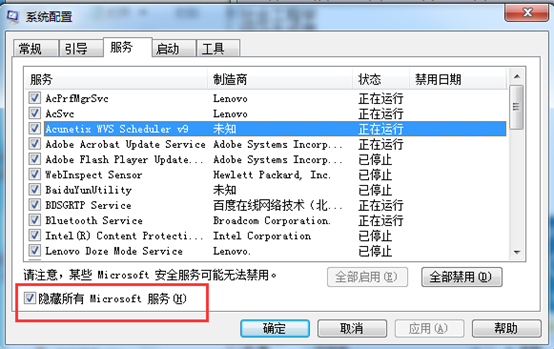 系统配置
常规 引导 服务 启动 工具
服务 制造商 状态 禁用日期
AcPrfMgrSvc Lenovo 正在运行
AcSvc Lenovo 正在运行
Acunetix WVS Scheduler v9 未知 正在运行
Adobe Acrobat Update Service Adobe Systems Incorp... 正在运行
Adobe Flash Player Update... Adobe Systems Incorp... 已停止
WebInspect Sensor Hewlett Packard, Inc. 已停止
BaiduYunUtility 未知 已停止
BDSGRTP Service 百度在线网络技术（北... 正在运行
Bluetooth Service Broadcom Corporation. 正在运行
Intel(R) Content Protecti... Intel Corporation 已停止
Lenovo Doze Mode Service Lenovo. 已停止
请注意，某些 Microsoft 安全服务可能无法禁用。 全部启用(E) 全部禁用(D)
隐藏所有 Microsoft 服务(H)
确定 取消 应用(A) 帮助